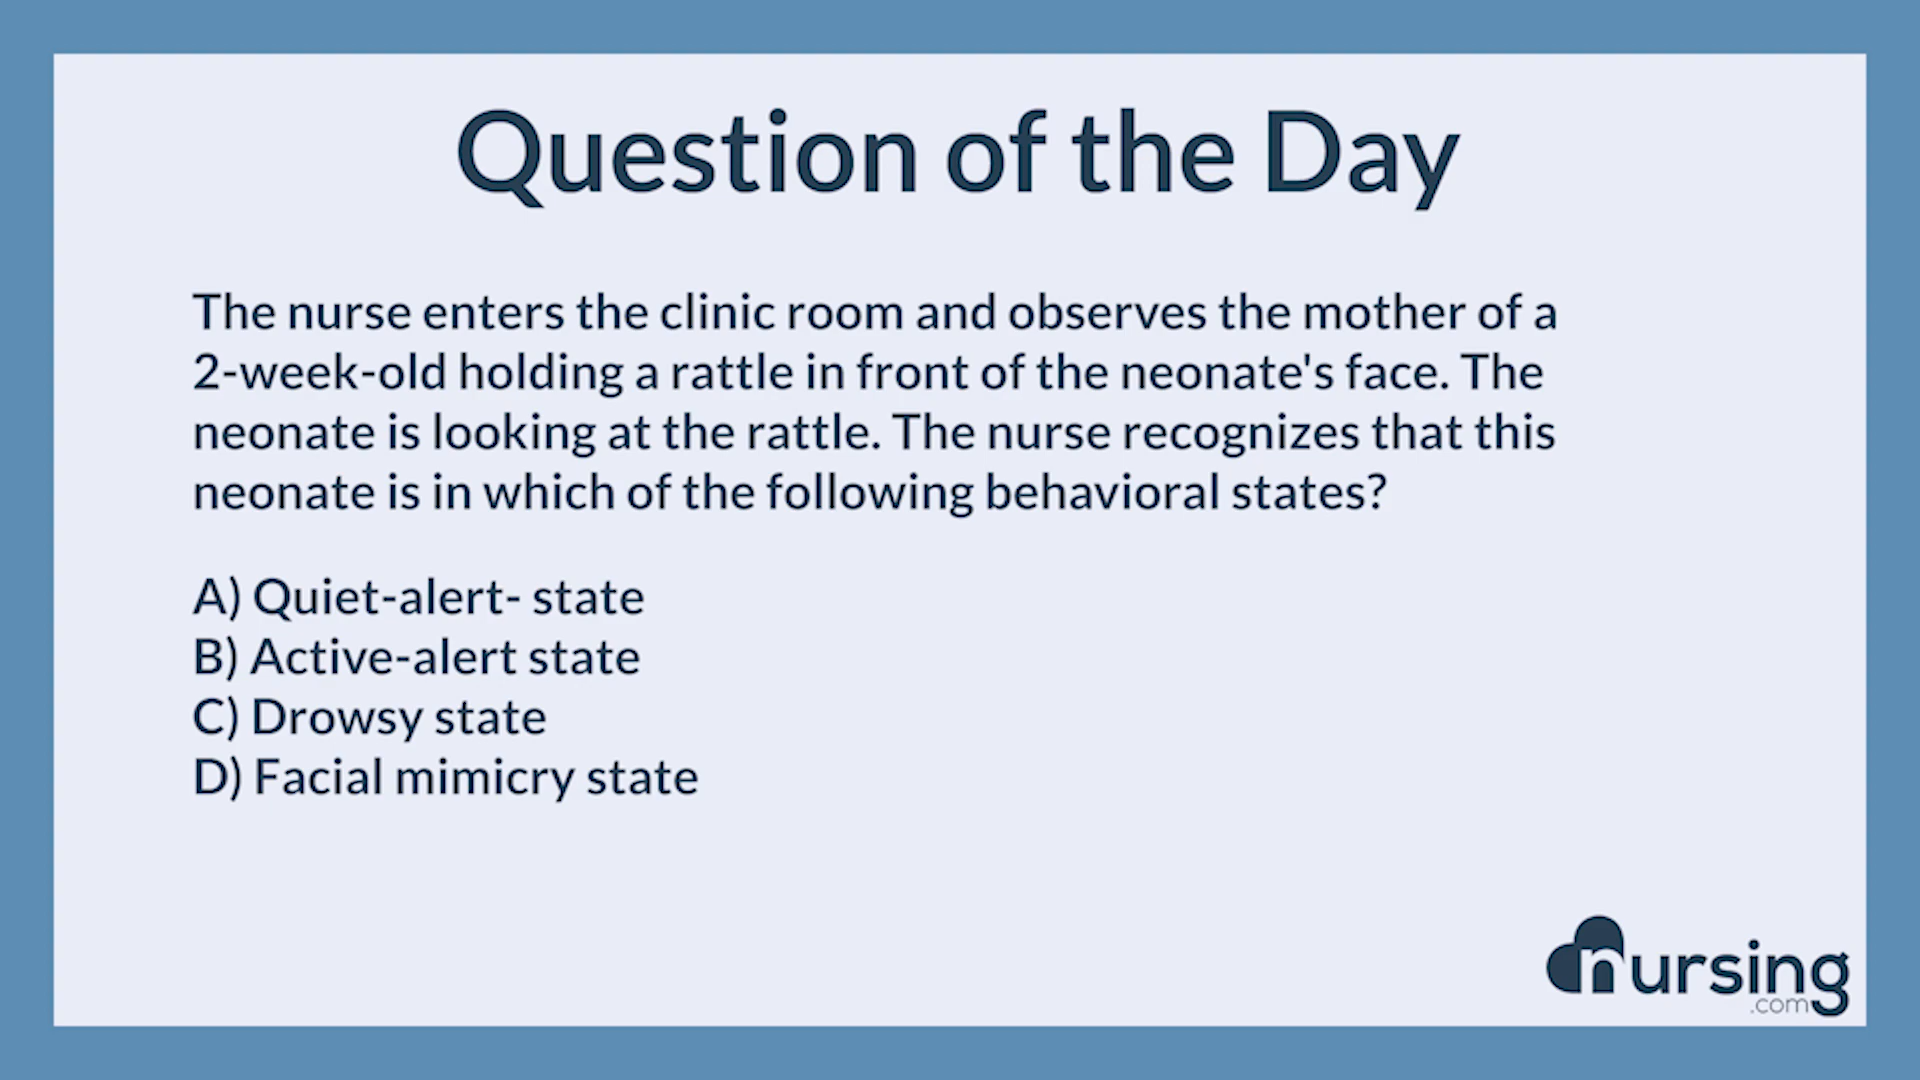 Question of the Day
The nurse enters the clinic room and observes the mother of a
2-week-old holding a rattle in front of the neonate's face. The
neonate is looking at the rattle. The nurse recognizes that this
neonate is in which of the following behavioral states?
A) Quiet-alert- state
B) Active-alert state
C) Drowsy state
D) Facial mimicry state
nursing
.com